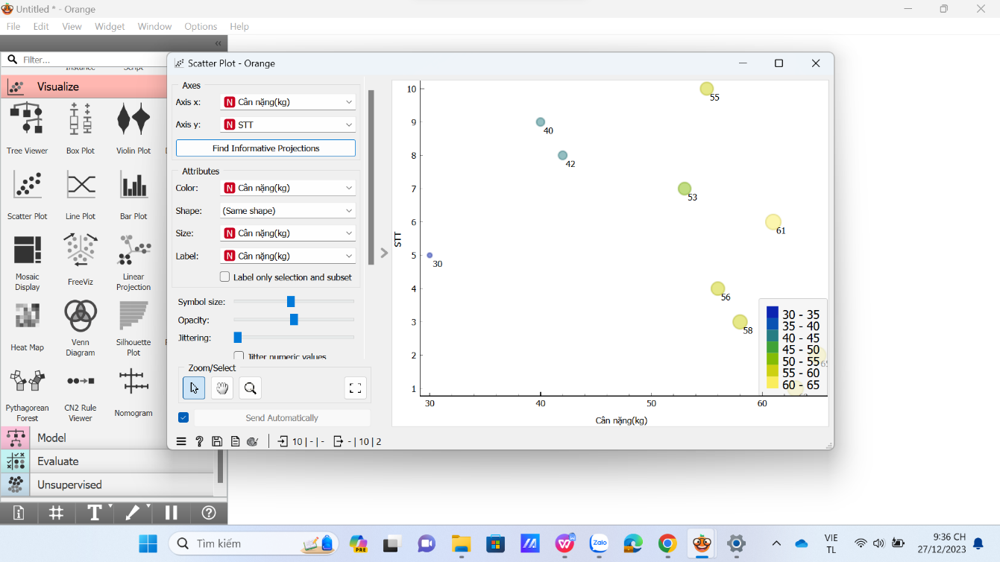 Untitled * - Orange
File Edit View Widget Window Options Help
«
Filter...
Instance Script
Visualize
Tree Viewer Box Plot Violin Plot
Scatter Plot Line Plot Bar Plot
Mosaic Display FreeViz Linear Projection
Heat Map Venn Diagram Silhouette Plot
Pythagorean Forest CN2 Rule Viewer Nomogram
Model
Evaluate
Unsupervised
Scatter Plot - Orange
Axes
Axis x: N Cân nặng(kg)
Axis y: N STT
Find Informative Projections
Attributes
Color: N Cân nặng(kg)
Shape: (Same shape)
Size: N Cân nặng(kg)
Label: N Cân nặng(kg)
Label only selection and subset
Symbol size:
Opacity:
Jittering:
Jitter numeric values
Zoom/Select
Send Automatically
10 | - | - - | 10 | 2
STT
10
9
8
7
6
5
4
3
2
1
55
40
42
53
61
30
56
58
30 - 35
35 - 40
40 - 45
45 - 50
50 - 55
55 - 60
60 - 65
30 40 50 60
Cân nặng(kg)
Tìm kiếm
PRE
Zalo
VIE
TL
9:36 CH
27/12/2023